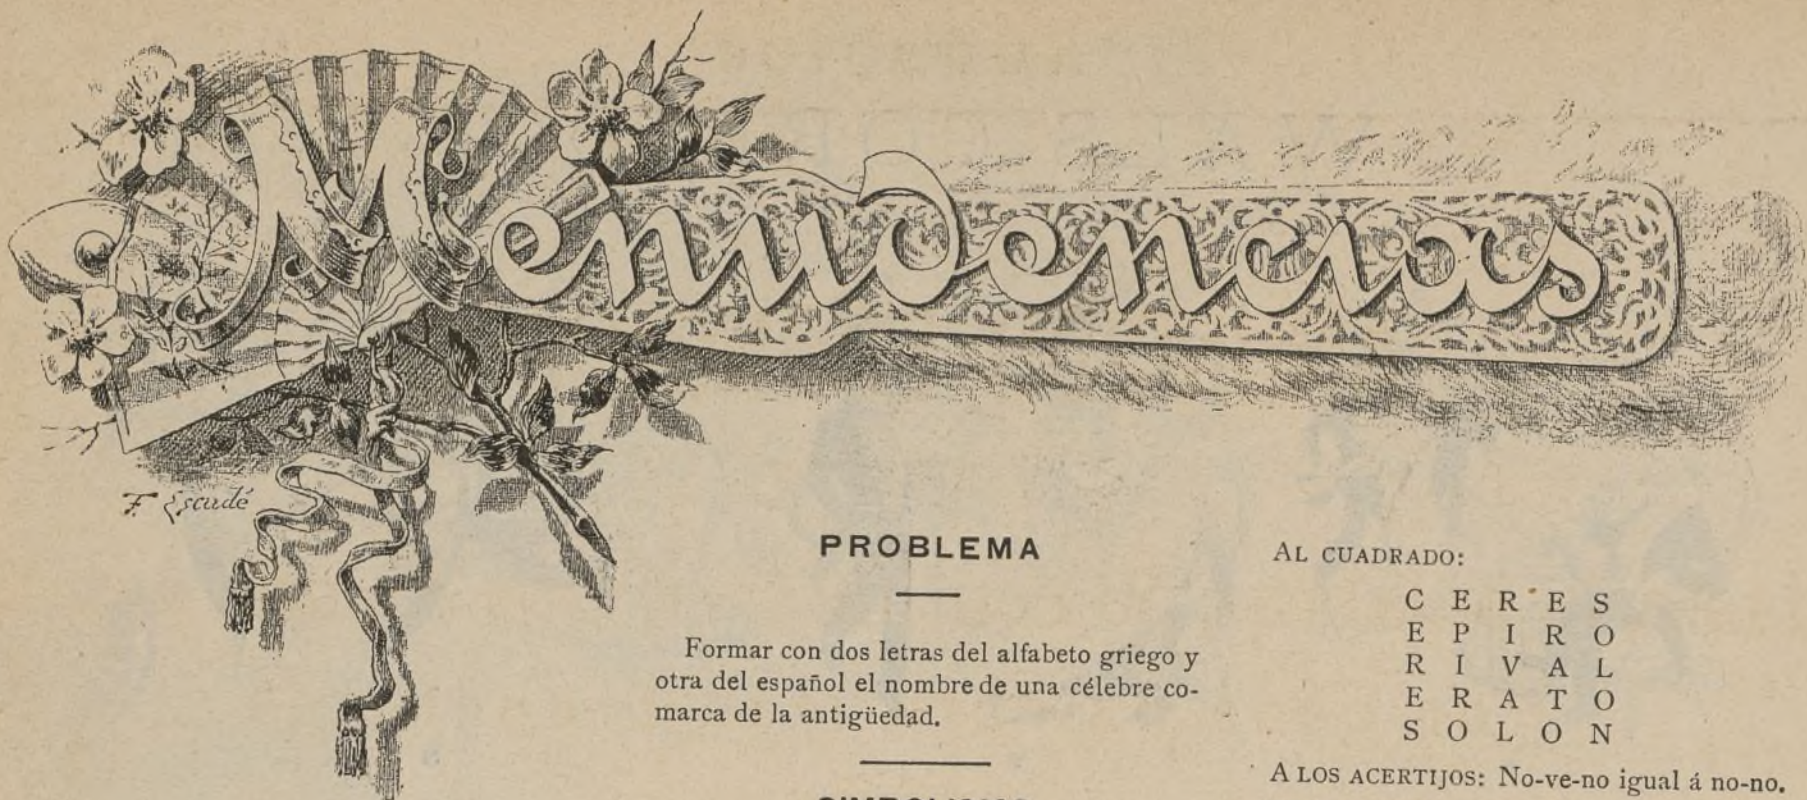 Menudencias
F. Escudé
PROBLEMA
Formar con dos letras del alfabeto griego y
otra del español el nombre de una célebre co-
marca de la antigüedad.
AL CUADRADO:
C E R E S
E P I R O
R I V A L
E R A T O
S O L O N
A LOS ACERTIJOS: No-ve-no igual á no-no.